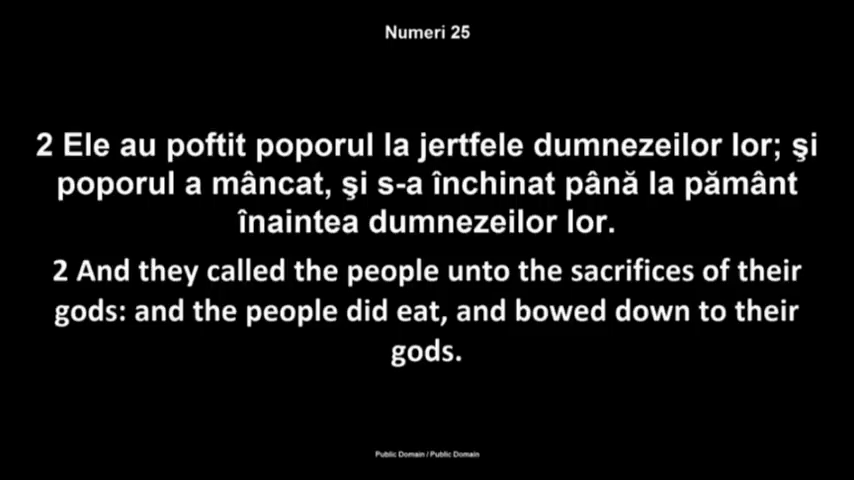 Numeri 25
2 Ele au poftit poporul la jertfele dumnezeilor lor; şi
poporul a mâncat, şi s-a închinat până la pământ
înaintea dumnezeilor lor.
2 And they called the people unto the sacrifices of their
gods: and the people did eat, and bowed down to their
gods.
Public Domain / Public Domain